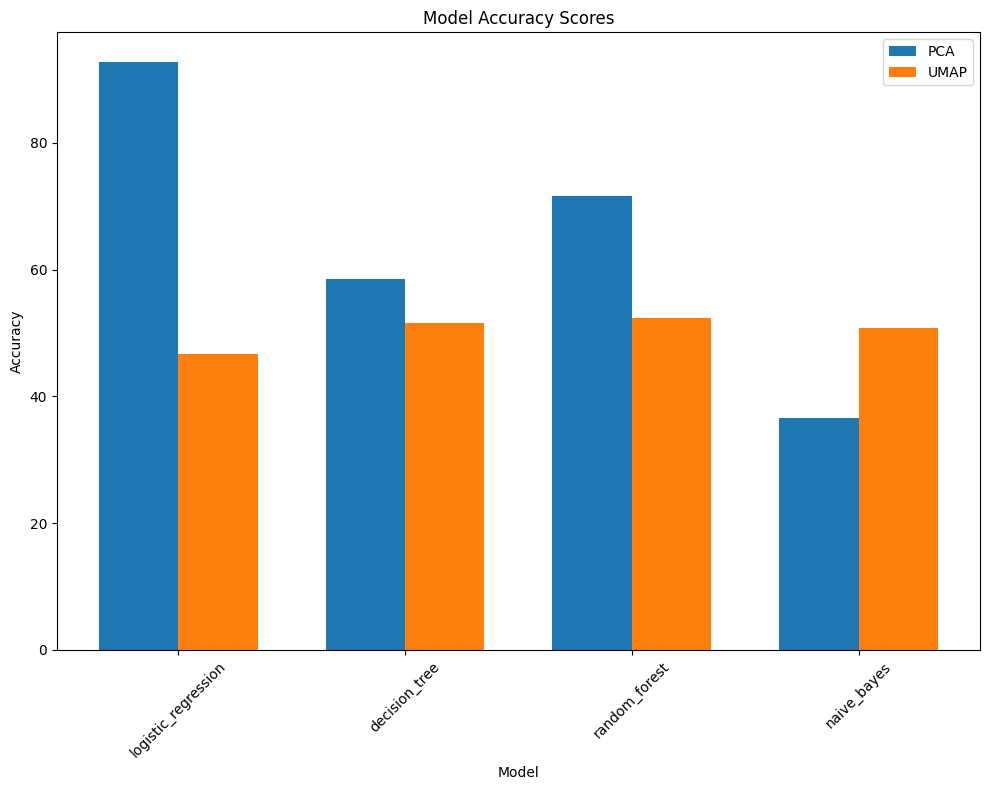 Model Accuracy Scores
PCA
UMAP
Accuracy
80
60
40
20
0
logistic_regression
decision_tree
random_forest
naive_bayes
Model